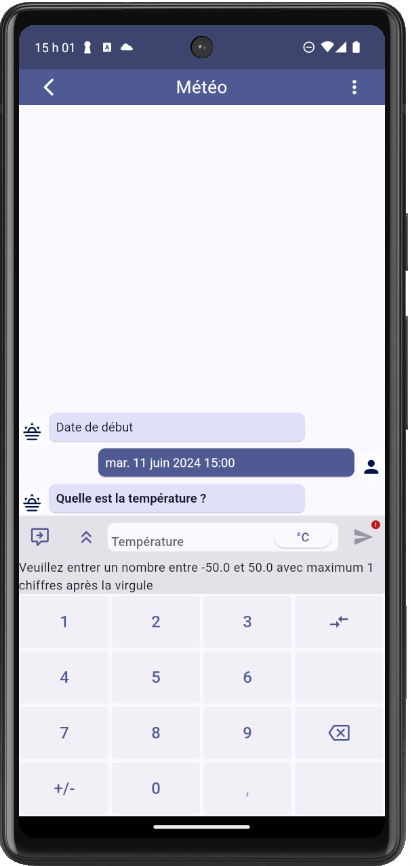 15 h 01
Météo
Date de début
mar. 11 juin 2024 15:00
Quelle est la température ?
Température
°C
!
Veuillez entrer un nombre entre -50.0 et 50.0 avec maximum 1
chiffres après la virgule
1 2 3
4 5 6
7 8 9
+/- 0 ,